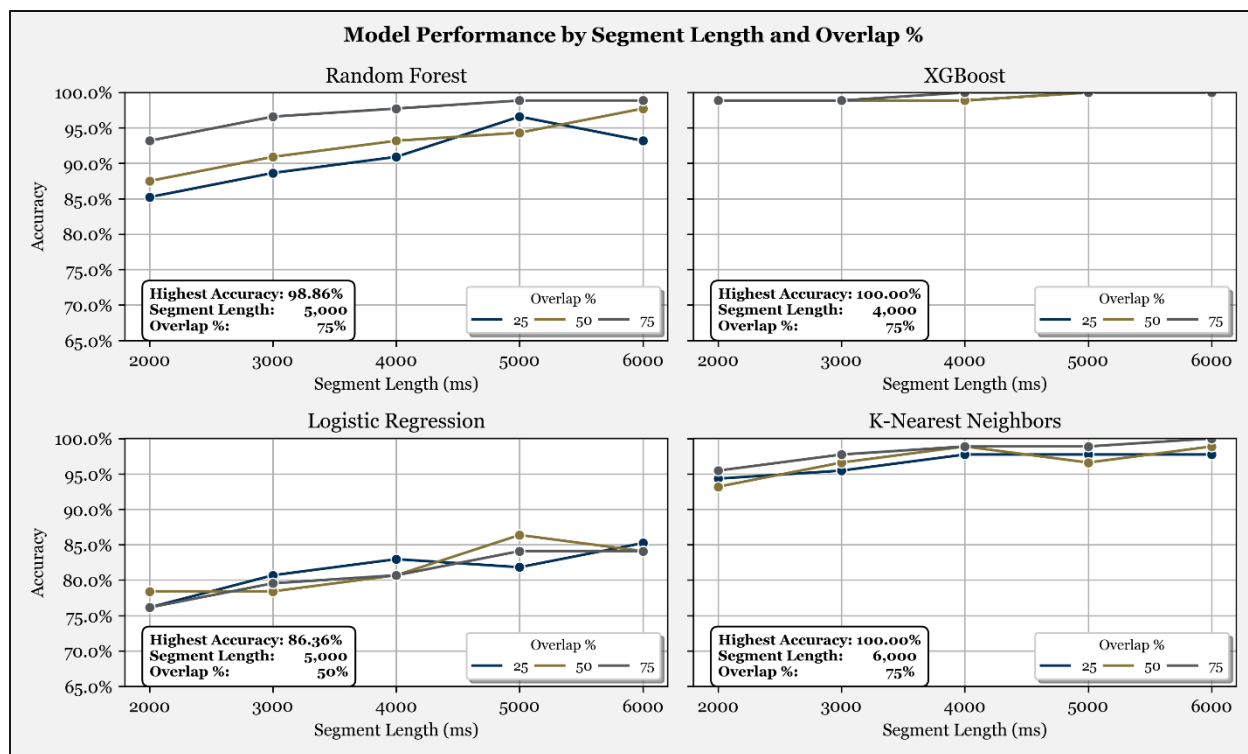 Model Performance by Segment Length and Overlap %
Random Forest
100.0%
95.0%
90.0%
85.0%
80.0%
75.0%
70.0%
65.0%
Accuracy
Highest Accuracy: 98.86%
Segment Length: 5,000
Overlap %: 75%
Overlap %
25 50 75
2000 3000 4000 5000 6000
Segment Length (ms)
XGBoost
Highest Accuracy: 100.00%
Segment Length: 4,000
Overlap %: 75%
Overlap %
25 50 75
2000 3000 4000 5000 6000
Segment Length (ms)
Logistic Regression
100.0%
95.0%
90.0%
85.0%
80.0%
75.0%
70.0%
65.0%
Accuracy
Highest Accuracy: 86.36%
Segment Length: 5,000
Overlap %: 50%
Overlap %
25 50 75
2000 3000 4000 5000 6000
Segment Length (ms)
K-Nearest Neighbors
Highest Accuracy: 100.00%
Segment Length: 6,000
Overlap %: 75%
Overlap %
25 50 75
2000 3000 4000 5000 6000
Segment Length (ms)